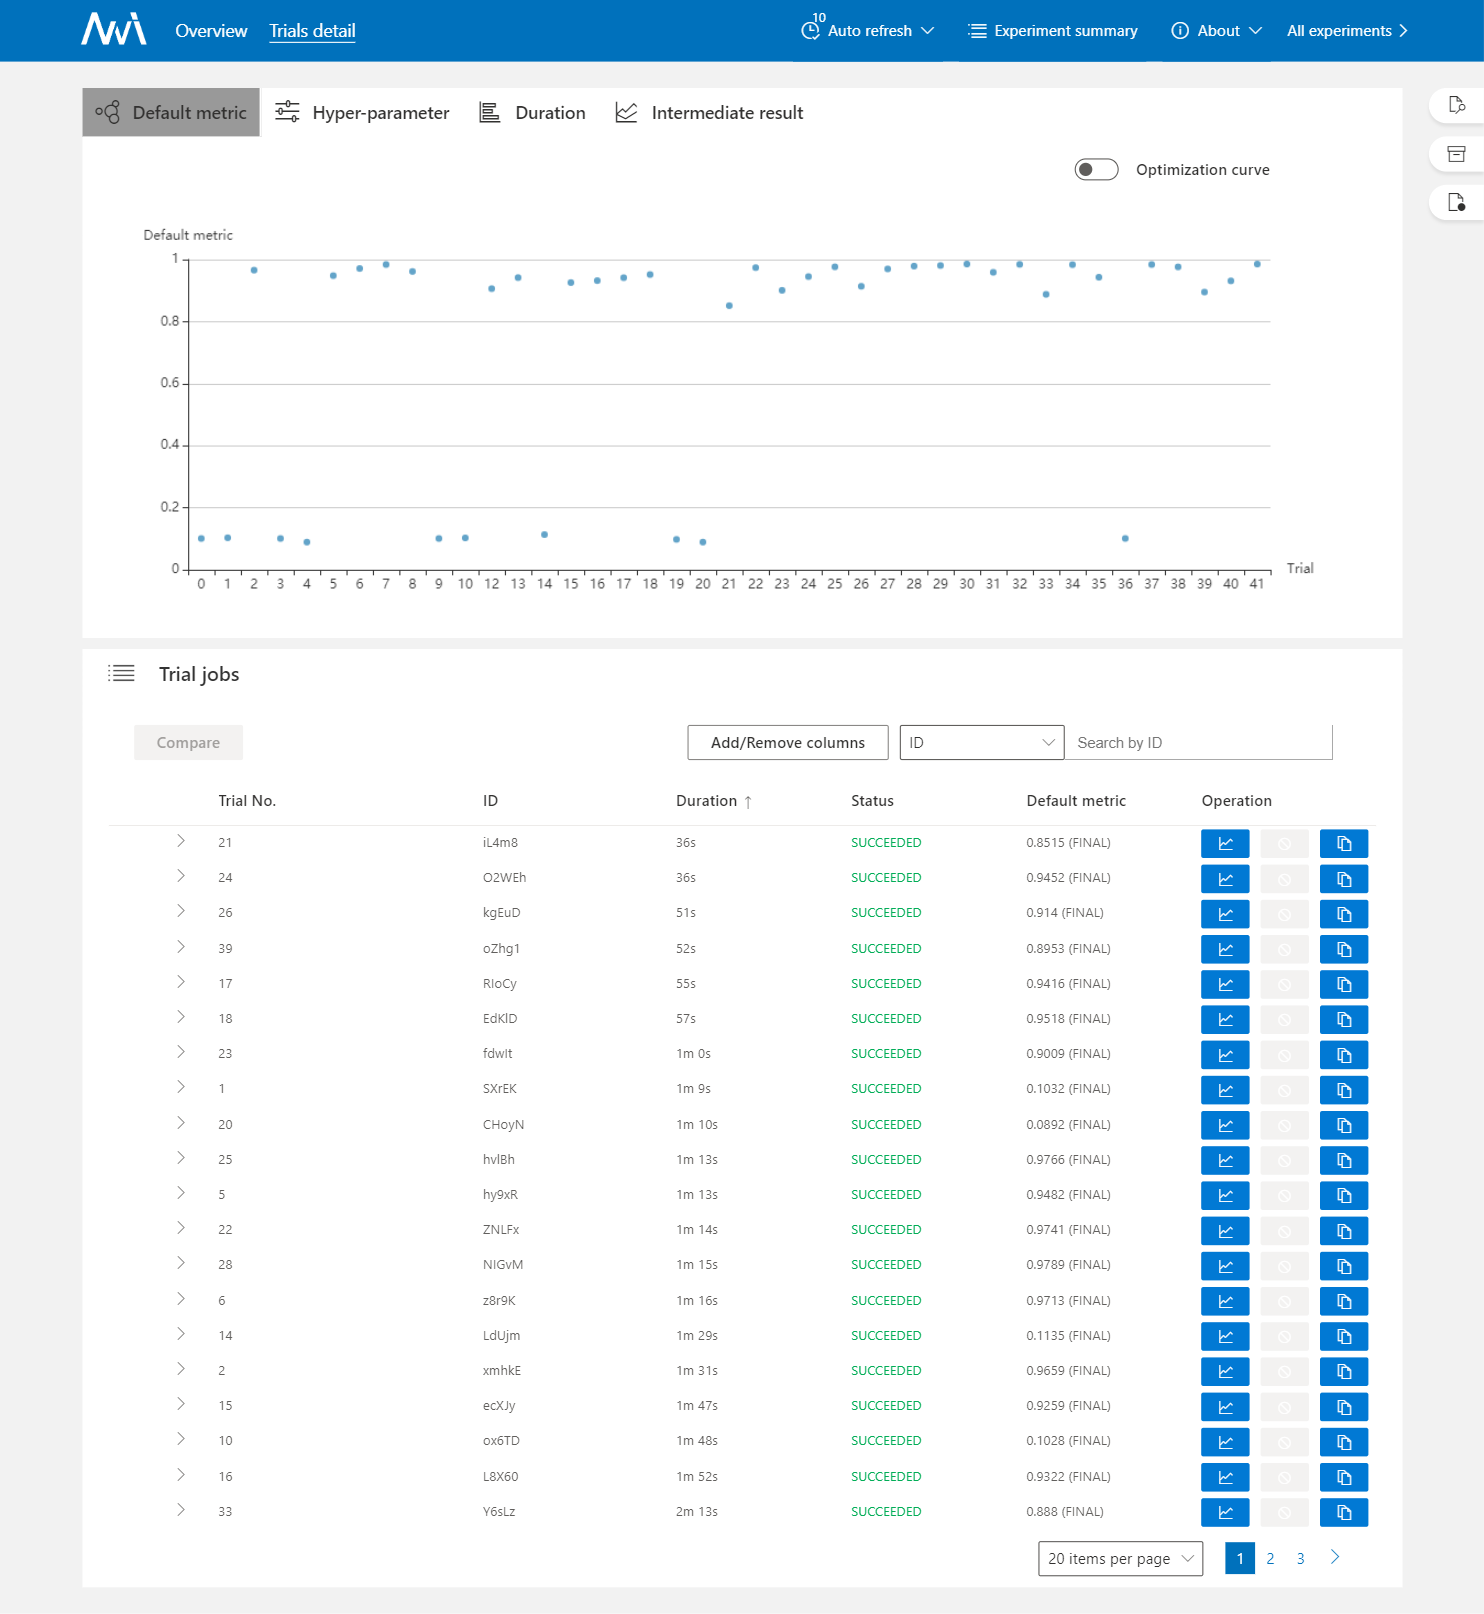 Overview Trials detail 10 Auto refresh Experiment summary About All experiments
Default metric Hyper-parameter Duration Intermediate result
Optimization curve
Default metric
1
0.8
0.6
0.4
0.2
0
0 1 2 3 4 5 6 7 8 9 10 12 13 14 15 16 17 18 19 20 21 22 23 24 25 26 27 28 29 30 31 32 33 34 35 36 37 38 39 40 41
Trial
Trial jobs
Compare Add/Remove columns ID Search by ID
Trial No. ID Duration ↑ Status Default metric Operation
21 iL4m8 36s SUCCEEDED 0.8515 (FINAL)
24 O2WEh 36s SUCCEEDED 0.9452 (FINAL)
26 kgEuD 51s SUCCEEDED 0.914 (FINAL)
39 oZhg1 52s SUCCEEDED 0.8953 (FINAL)
17 RIoCy 55s SUCCEEDED 0.9416 (FINAL)
18 EdKlD 57s SUCCEEDED 0.9518 (FINAL)
23 fdwIt 1m 0s SUCCEEDED 0.9009 (FINAL)
1 SXrEK 1m 9s SUCCEEDED 0.1032 (FINAL)
20 CHoyN 1m 10s SUCCEEDED 0.0892 (FINAL)
25 hvlBh 1m 13s SUCCEEDED 0.9766 (FINAL)
5 hy9xR 1m 13s SUCCEEDED 0.9482 (FINAL)
22 ZNLFx 1m 14s SUCCEEDED 0.9741 (FINAL)
28 NIGvM 1m 15s SUCCEEDED 0.9789 (FINAL)
6 z8r9K 1m 16s SUCCEEDED 0.9713 (FINAL)
14 LdUjm 1m 29s SUCCEEDED 0.1135 (FINAL)
2 xmhkE 1m 31s SUCCEEDED 0.9659 (FINAL)
15 ecXJy 1m 47s SUCCEEDED 0.9259 (FINAL)
10 ox6TD 1m 48s SUCCEEDED 0.1028 (FINAL)
16 L8X60 1m 52s SUCCEEDED 0.9322 (FINAL)
33 Y6sLz 2m 13s SUCCEEDED 0.888 (FINAL)
20 items per page 1 2 3